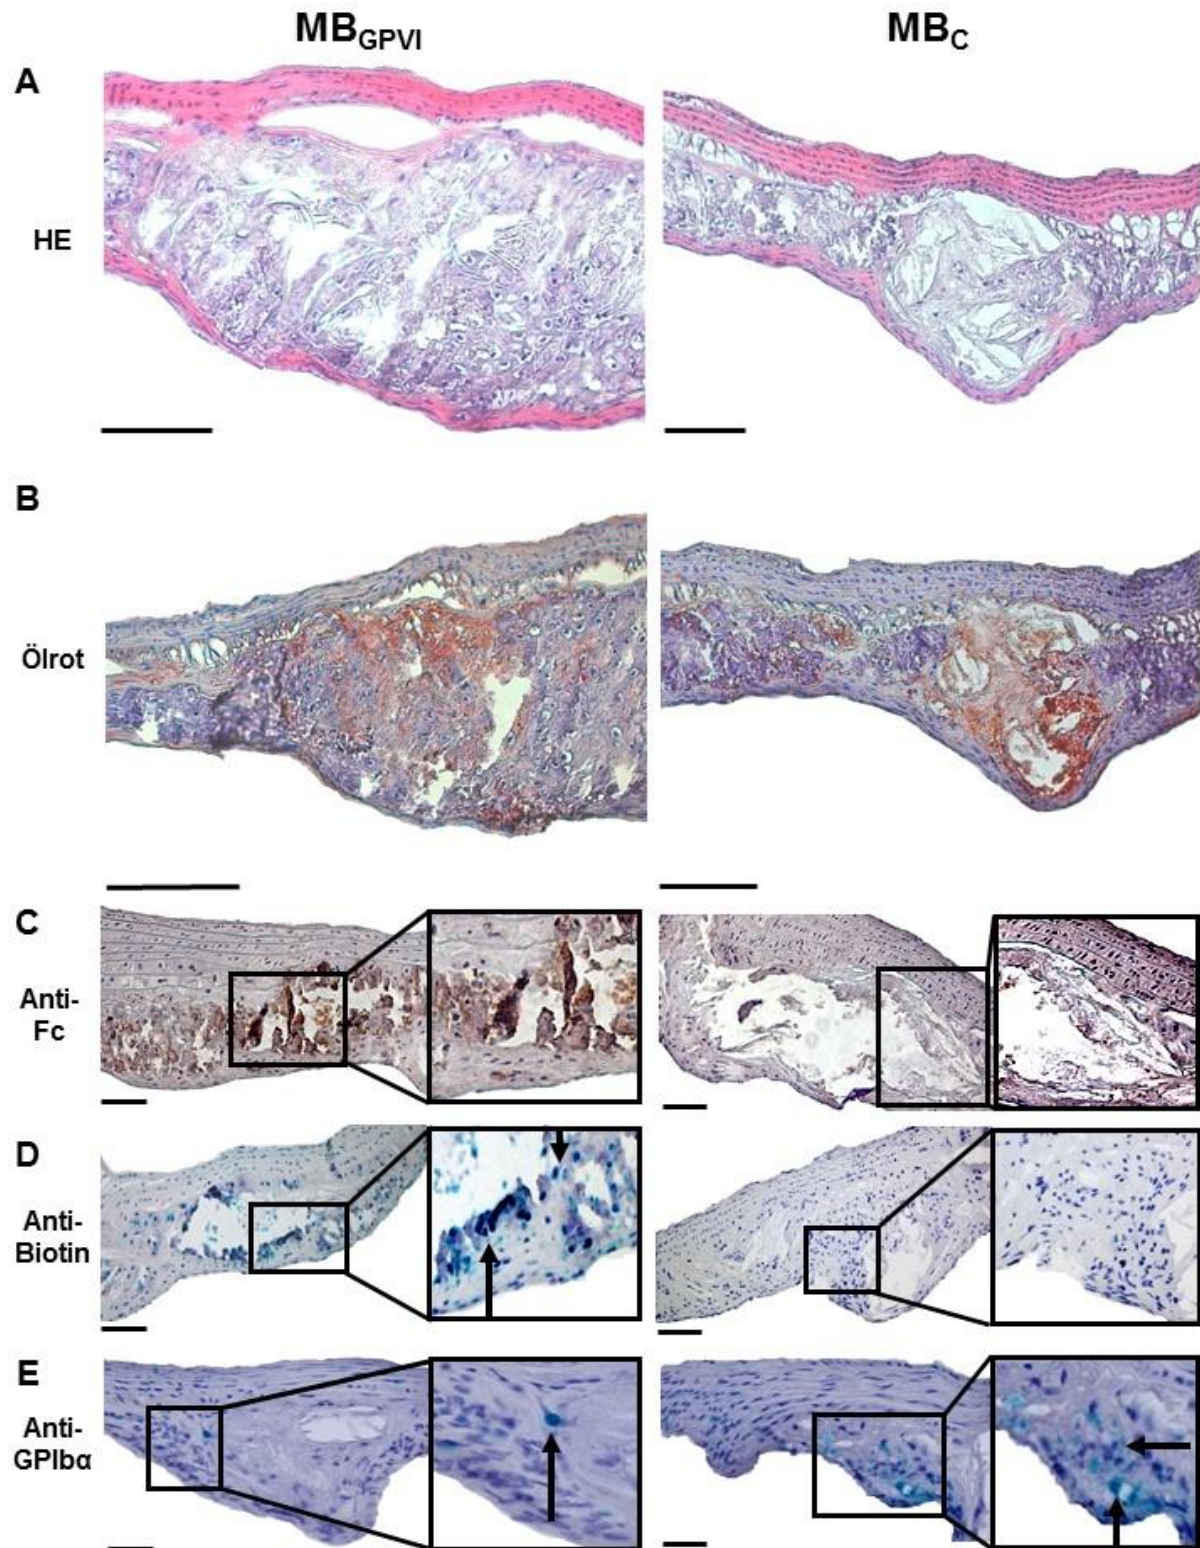 MBGPVI MBC
A
HE
B
Ölrot
C
Anti-
Fc
D
Anti-
Biotin
E
Anti-
GPIbα